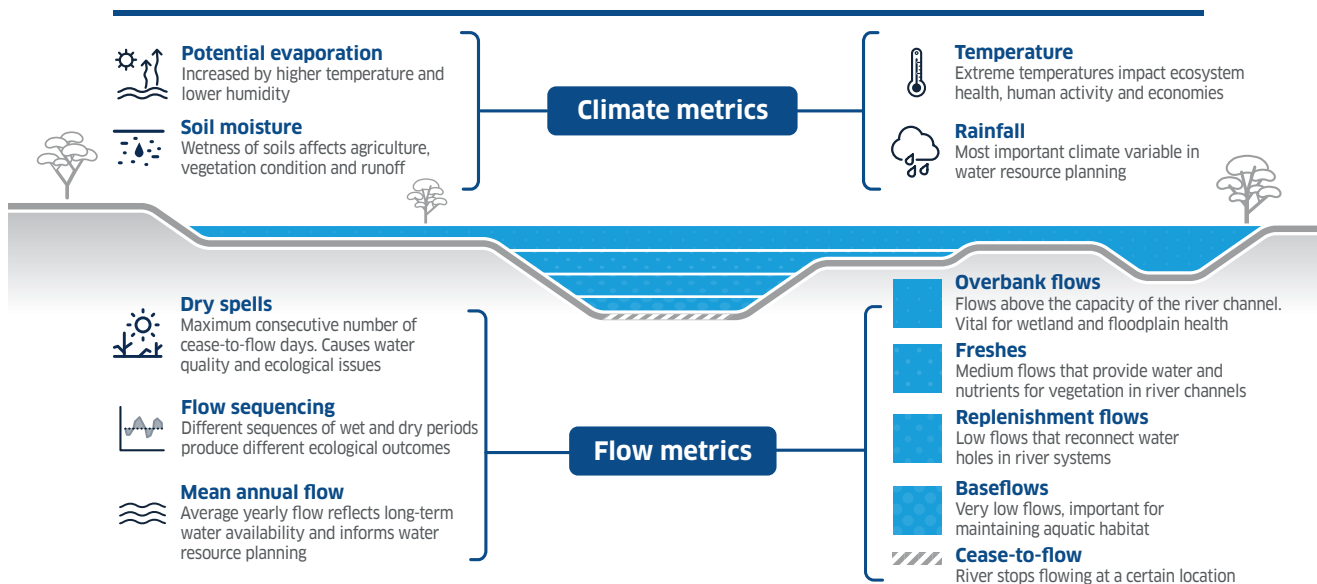 Potential evaporation
Increased by higher temperature and
lower humidity
Soil moisture
Wetness of soils affects agriculture,
vegetation condition and runoff
Climate metrics
Temperature
Extreme temperatures impact ecosystem
health, human activity and economies
Rainfall
Most important climate variable in
water resource planning
Dry spells
Maximum consecutive number of
cease-to-flow days. Causes water
quality and ecological issues
Flow sequencing
Different sequences of wet and dry periods
produce different ecological outcomes
Mean annual flow
Average yearly flow reflects long-term
water availability and informs water
resource planning
Flow metrics
Overbank flows
Flows above the capacity of the river channel.
Vital for wetland and floodplain health
Freshes
Medium flows that provide water and
nutrients for vegetation in river channels
Replenishment flows
Low flows that reconnect water
holes in river systems
Baseflows
Very low flows, important for
maintaining aquatic habitat
Cease-to-flow
River stops flowing at a certain location